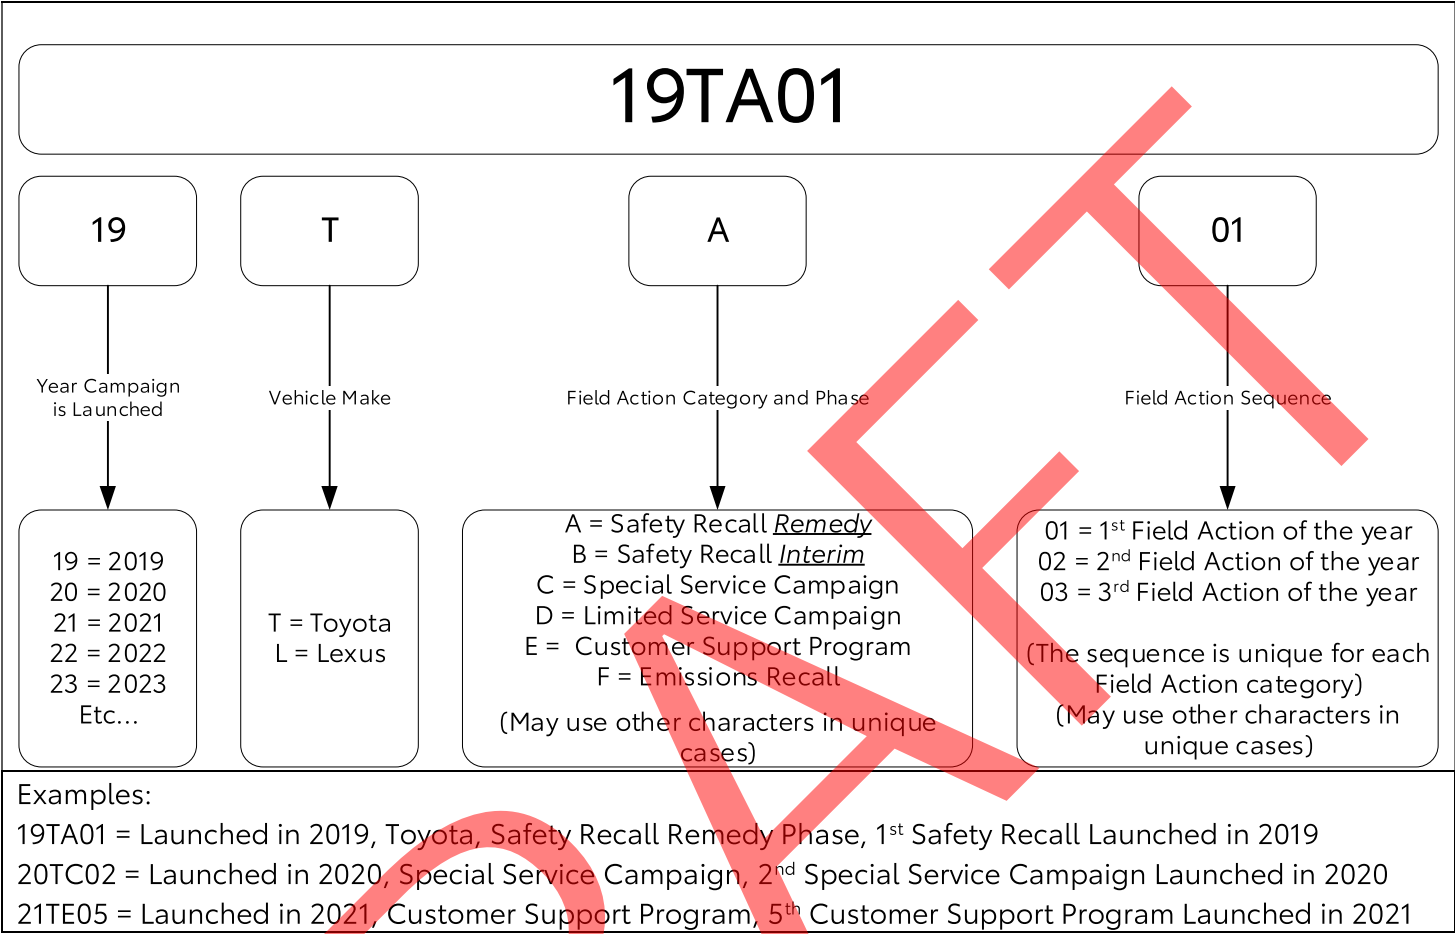 19TA01
19
T
A
01
Year Campaign
is Launched
Vehicle Make
Field Action Category and Phase
Field Action Sequence
19 = 2019
20 = 2020
21 = 2021
22 = 2022
23 = 2023
Etc...
T = Toyota
L = Lexus
A = Safety Recall Remedy
B = Safety Recall Interim
C = Special Service Campaign
D = Limited Service Campaign
E =  Customer Support Program
F = Emissions Recall
(May use other characters in unique
cases)
01 = 1st Field Action of the year
02 = 2nd Field Action of the year
03 = 3rd Field Action of the year
(The sequence is unique for each
Field Action category)
(May use other characters in
unique cases)
Examples:
19TA01 = Launched in 2019, Toyota, Safety Recall Remedy Phase, 1st Safety Recall Launched in 2019
20TC02 = Launched in 2020, Special Service Campaign, 2nd Special Service Campaign Launched in 2020
21TE05 = Launched in 2021, Customer Support Program, 5th Customer Support Program Launched in 2021